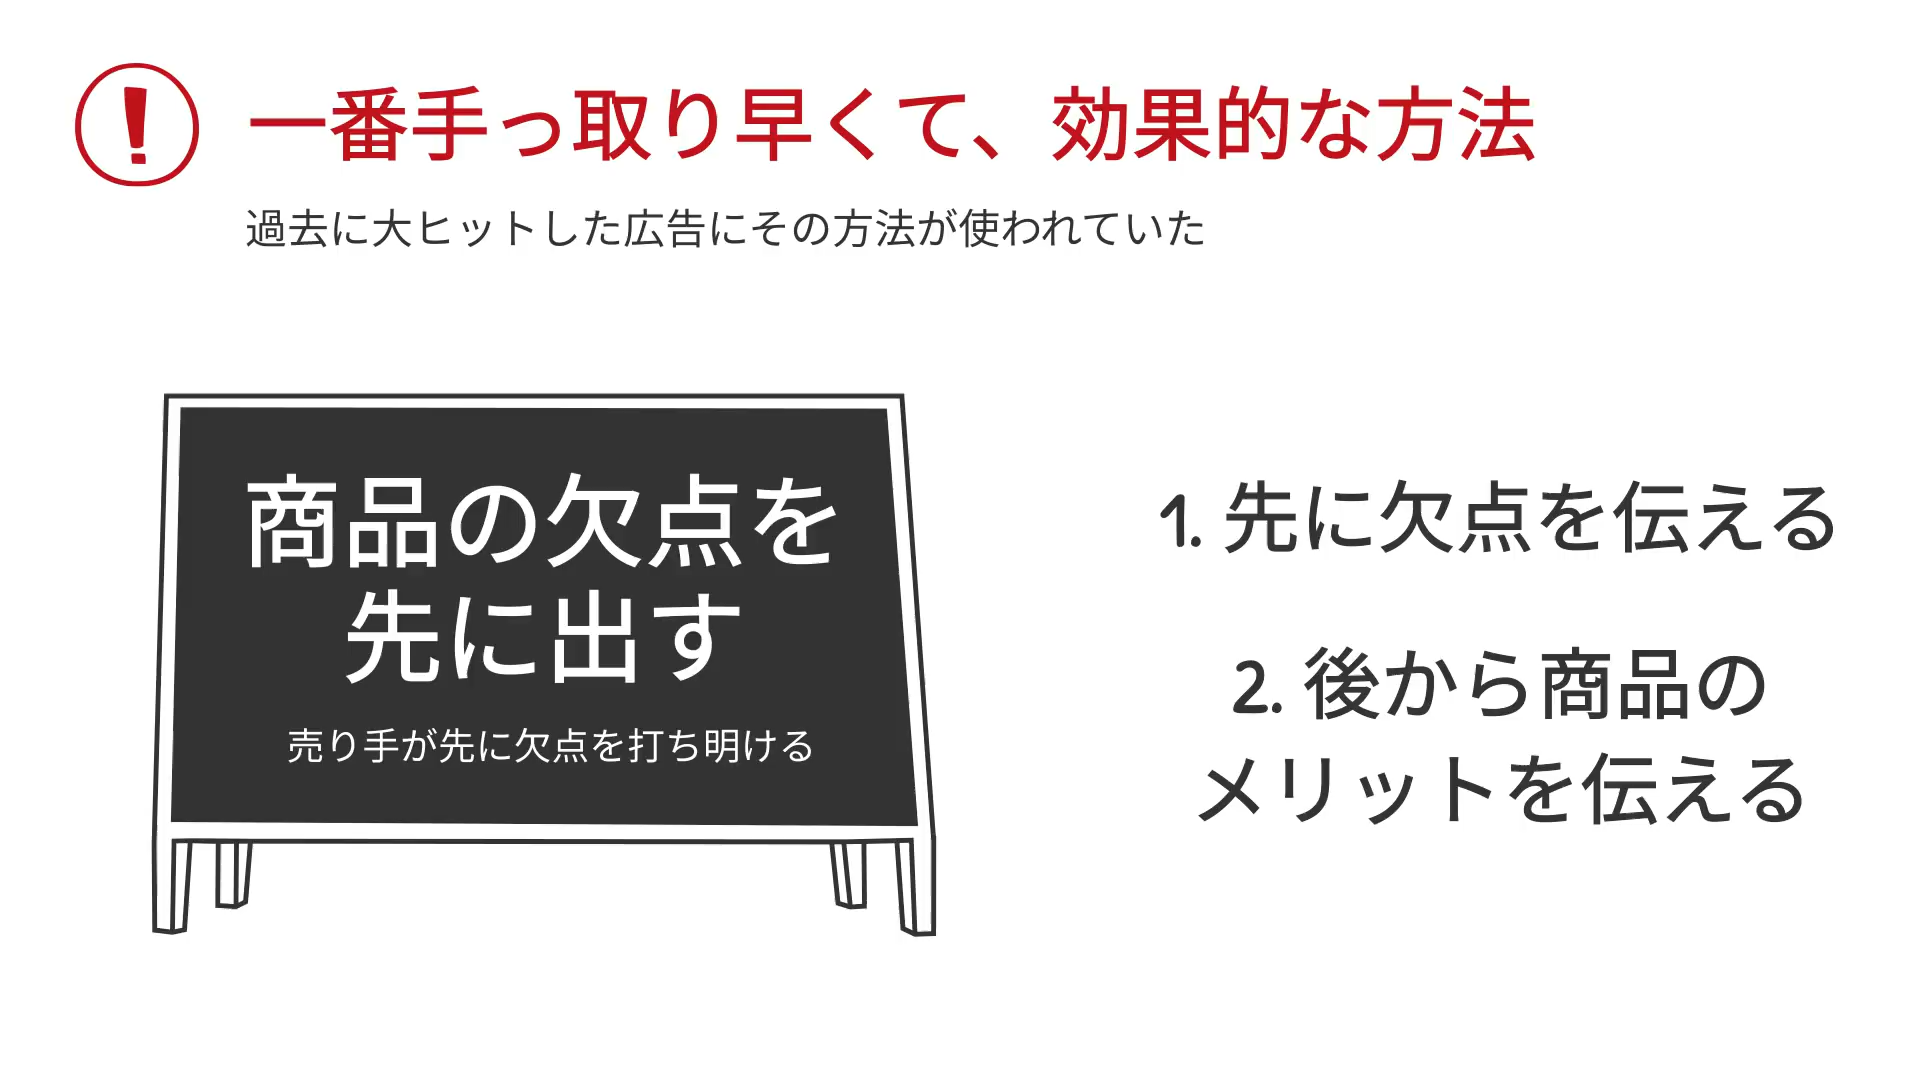 一番手っ取り早くて、効果的な方法
過去に大ヒットした広告にその方法が使われていた
商品の欠点を
先に出す
売り手が先に欠点を打ち明ける
1. 先に欠点を伝える
2. 後から商品の
メリットを伝える